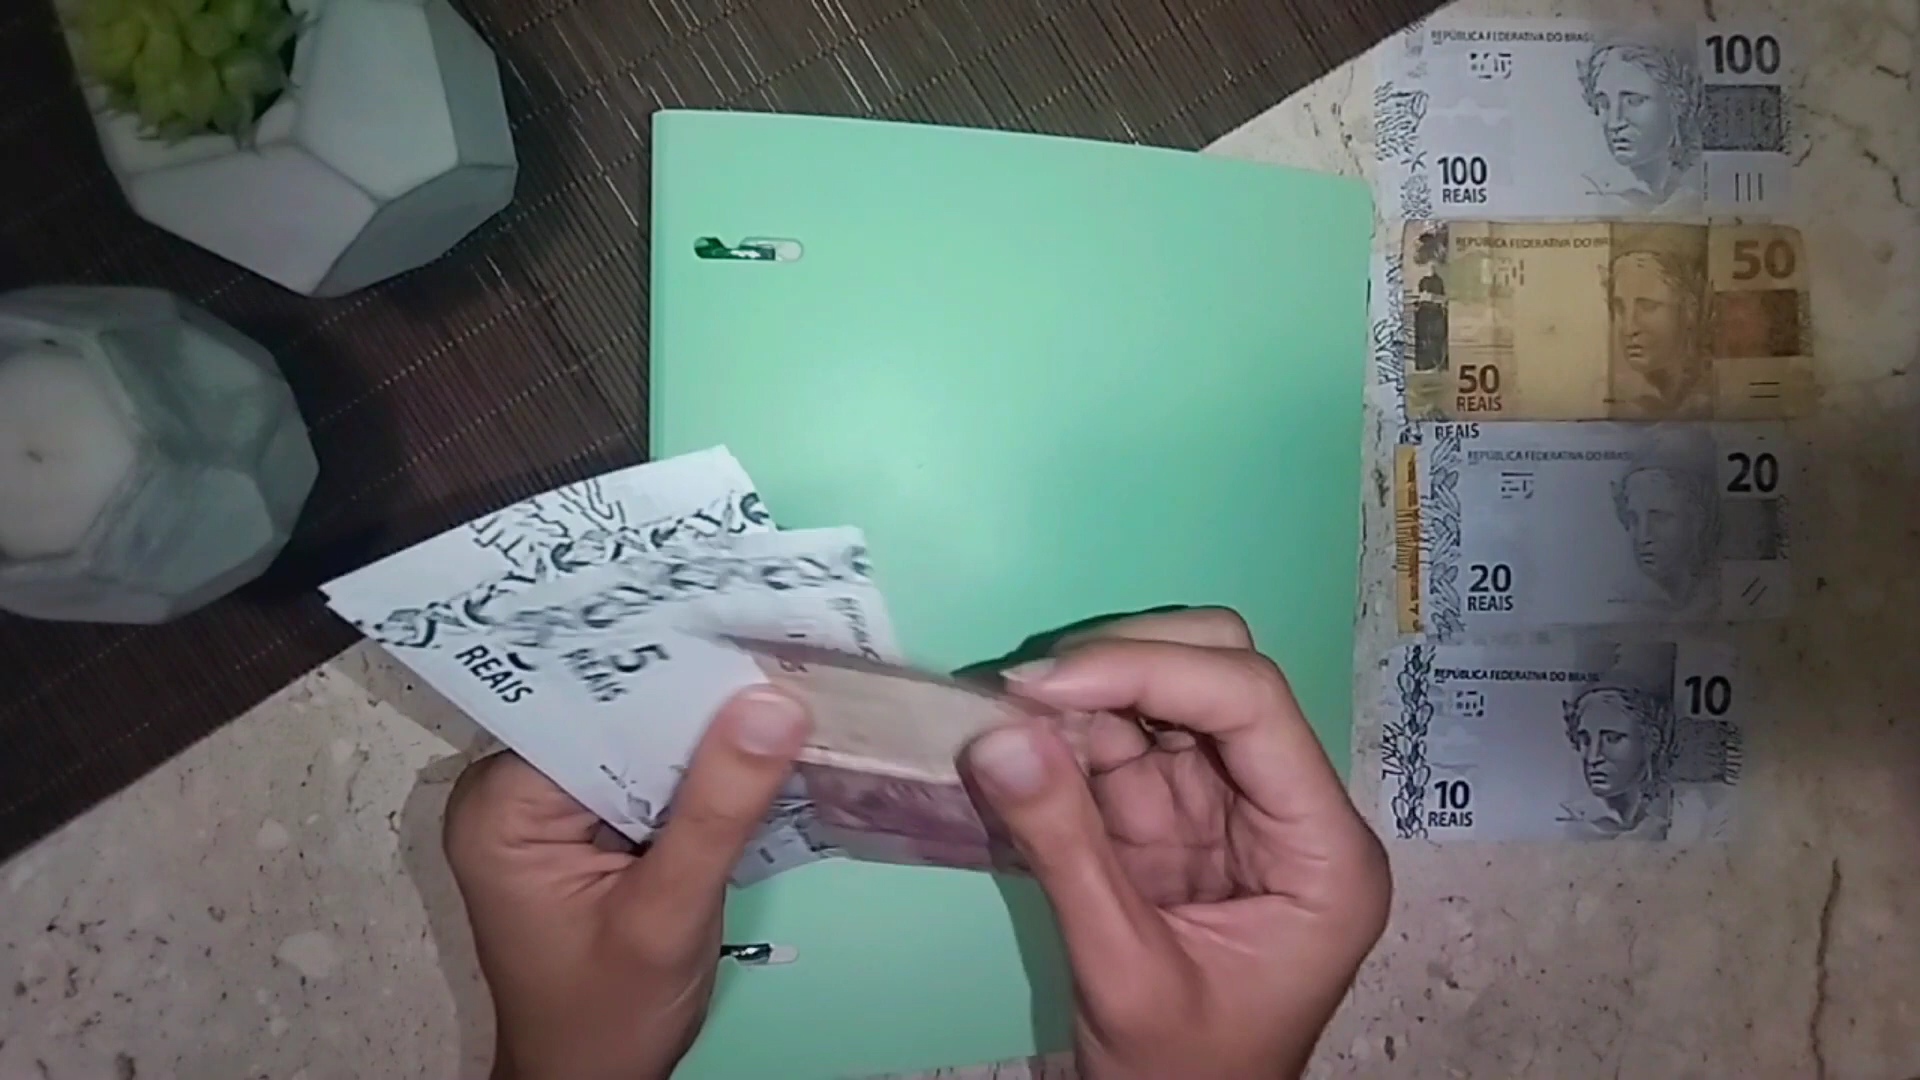 REPÚBLICA FEDERATIVA DO BRASIL
100
100
REAIS
REPÚBLICA FEDERATIVA DO BRA
50
50
REAIS
REAIS
REPÚBLICA FEDERATIVA DO BRASIL
20
20
REAIS
REPÚBLICA FEDERATIVA DO BRASIL
10
10
REAIS
REAIS
5
REAIS